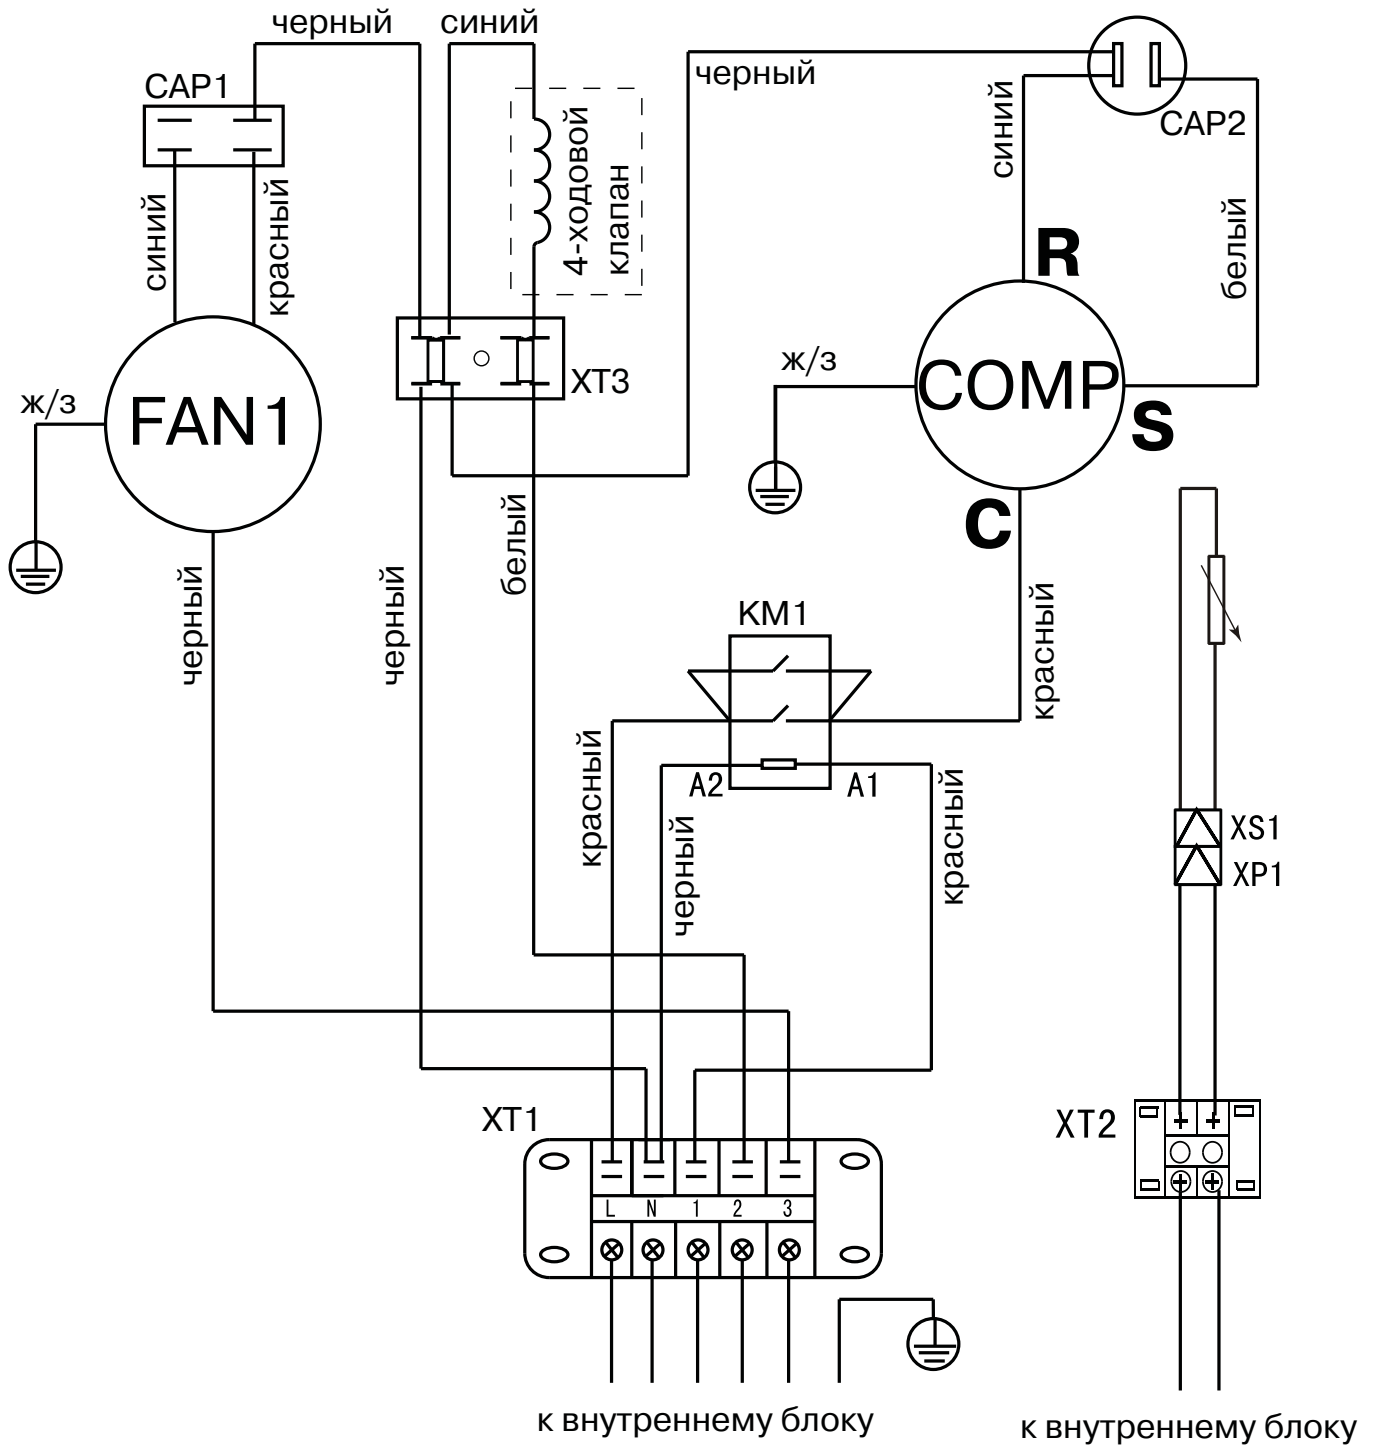 черный
синий
CAP1
черный
CAP2
синий
красный
4-ходовой
клапан
синий
белый
R
ж/з
FAN1
XT3
ж/з
COMP
S
C
черный
черный
белый
KM1
красный
красный
A2
A1
черный
красный
XS1
XP1
XT1
XT2
L N 1 2 3
к внутреннему блоку
к внутреннему блоку